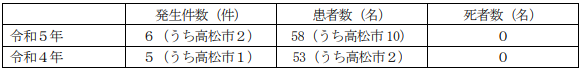 発生件数（件） 患者数（名） 死者数（名）
令和５年 ６（うち高松市２） 58（うち高松市10） ０
令和４年 ５（うち高松市１） 53（うち高松市２） ０